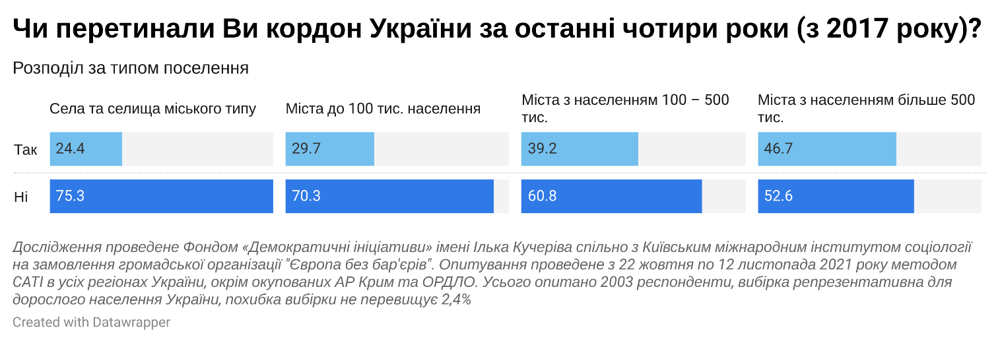 Чи перетинали Ви кордон України за останні чотири роки (з 2017 року)?
Розподіл за типом поселення
Села та селища міського типу
Міста до 100 тис. населення
Міста з населенням 100 – 500
тис.
Міста з населенням більше 500
тис.
Так
24.4
29.7
39.2
46.7
Ні
75.3
70.3
60.8
52.6
Дослідження проведене Фондом «Демократичні ініціативи» імені Ілька Кучеріва спільно з Київським міжнародним інститутом соціології
на замовлення громадської організації "Європа без бар'єрів". Опитування проведене з 22 жовтня по 12 листопада 2021 року методом
САТІ в усіх регіонах України, окрім окупованих АР Крим та ОРДЛО. Усього опитано 2003 респонденти, вибірка репрезентативна для
дорослого населення України, похибка вибірки не перевищує 2,4%
Created with Datawrapper